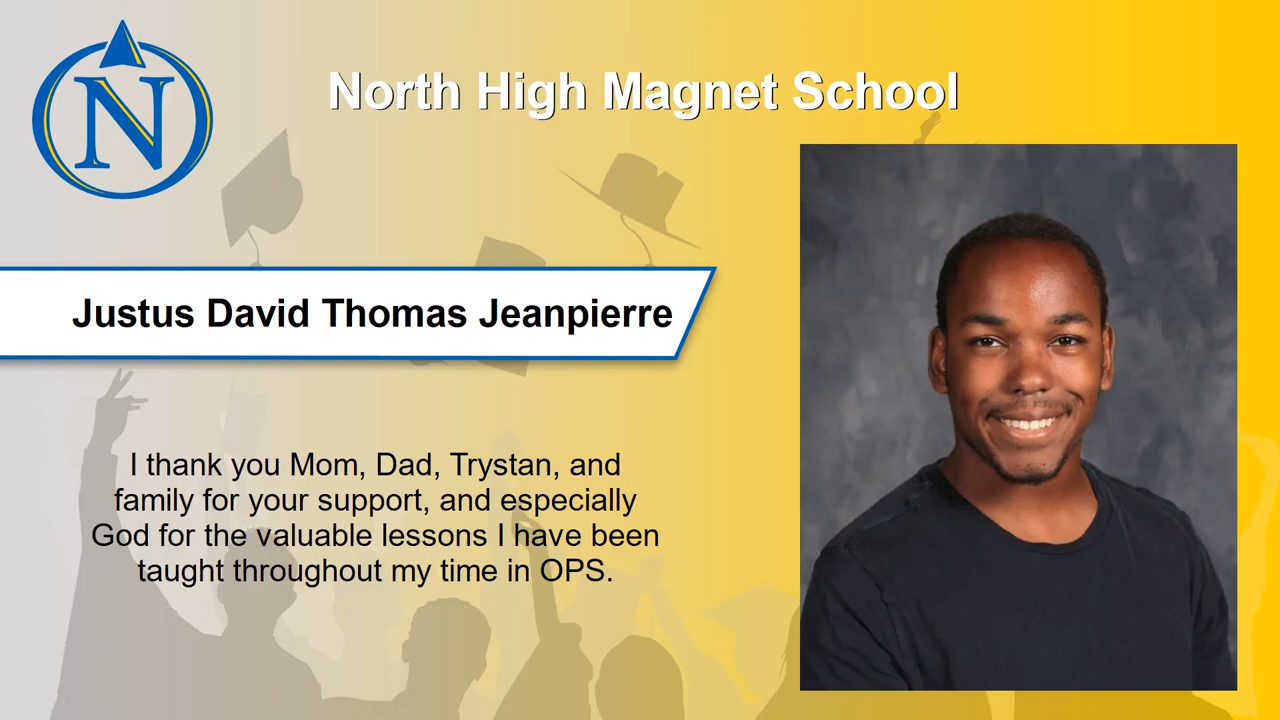 N
North High Magnet School
Justus David Thomas Jeanpierre
I thank you Mom, Dad, Trystan, and
family for your support, and especially
God for the valuable lessons I have been
taught throughout my time in OPS.